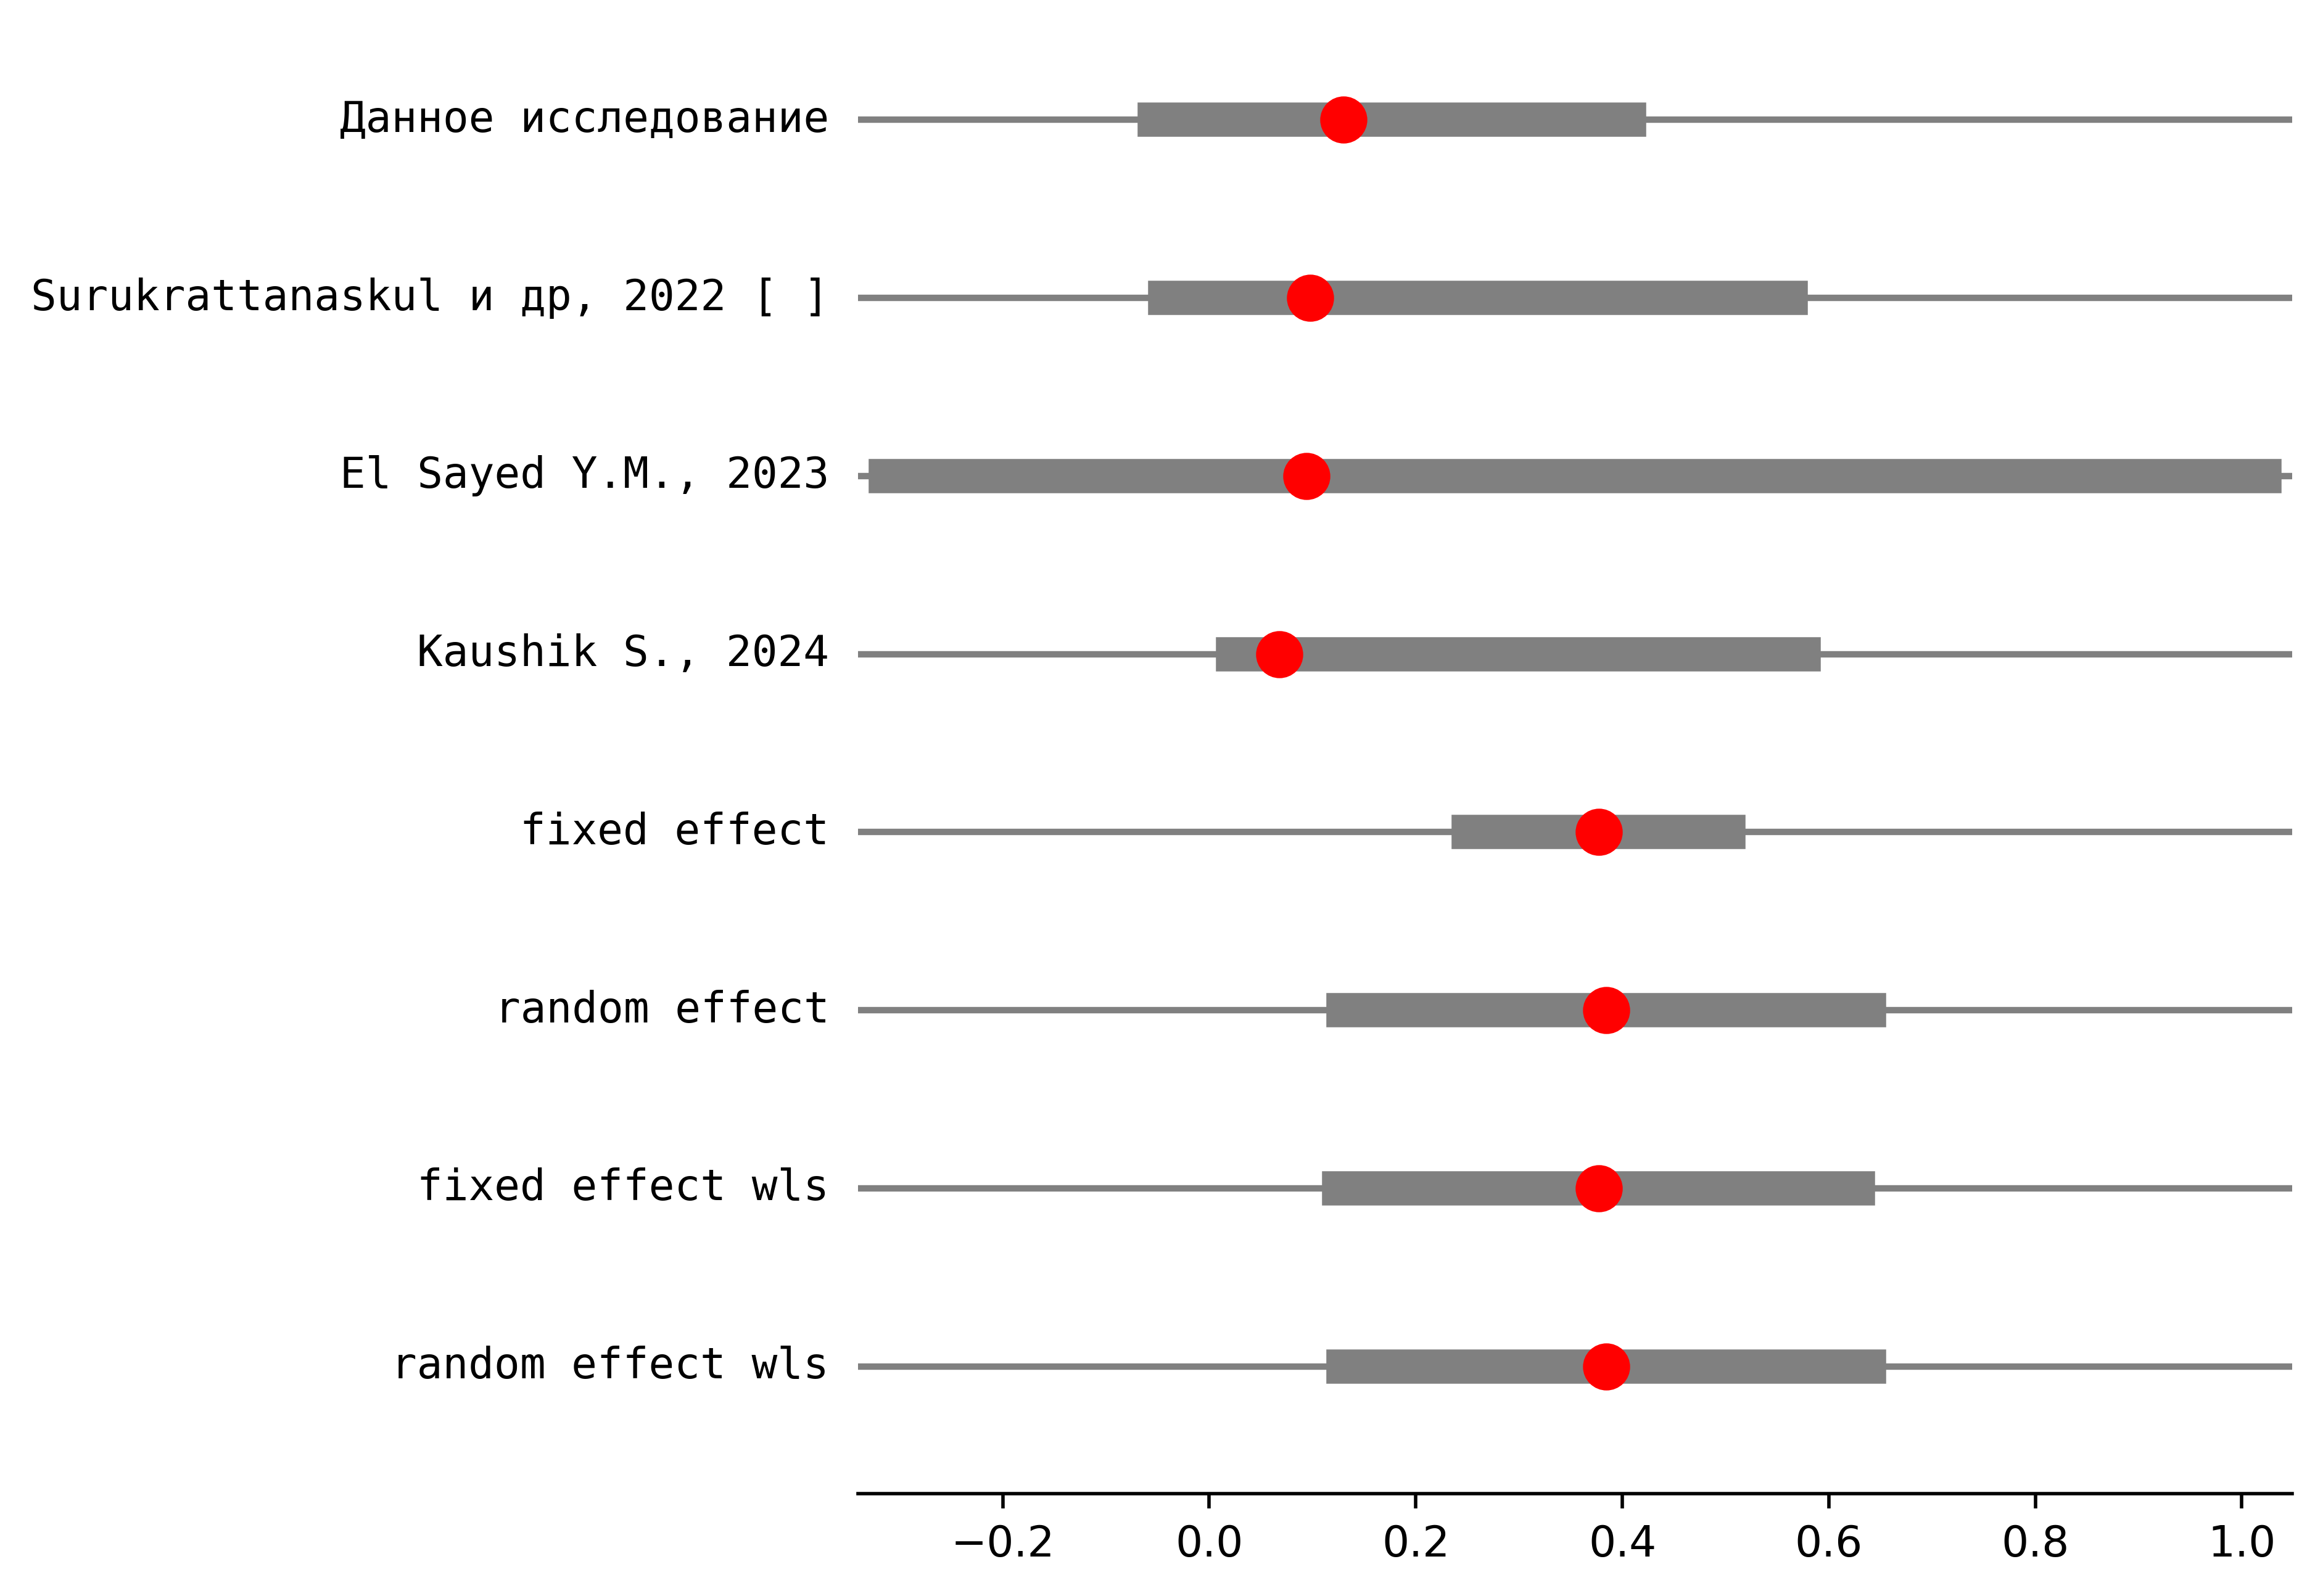 Данное исследование
Surukrattanaskul и др, 2022 [ ]
El Sayed Y.M., 2023
Kaushik S., 2024
fixed effect
random effect
fixed effect wls
random effect wls
−0.2 0.0 0.2 0.4 0.6 0.8 1.0